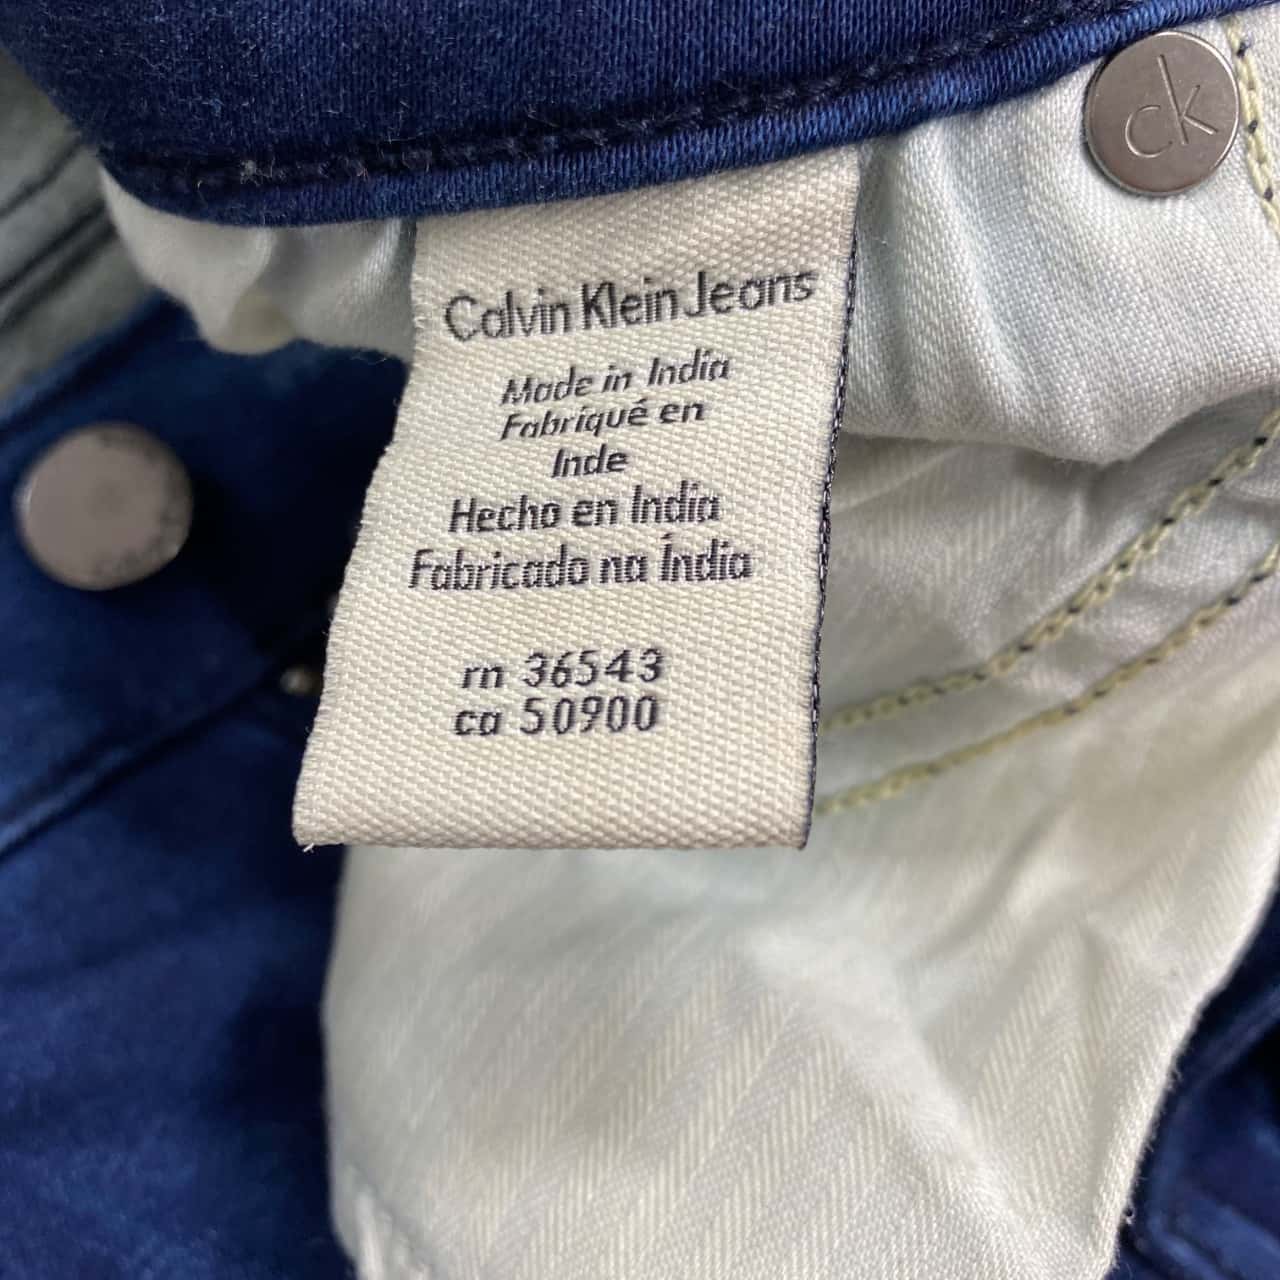 ck
Calvin Klein Jeans
Made in India
Fabriqué en
Inde
Hecho en India
Fabricado na Índia
rn 36543
ca 50900